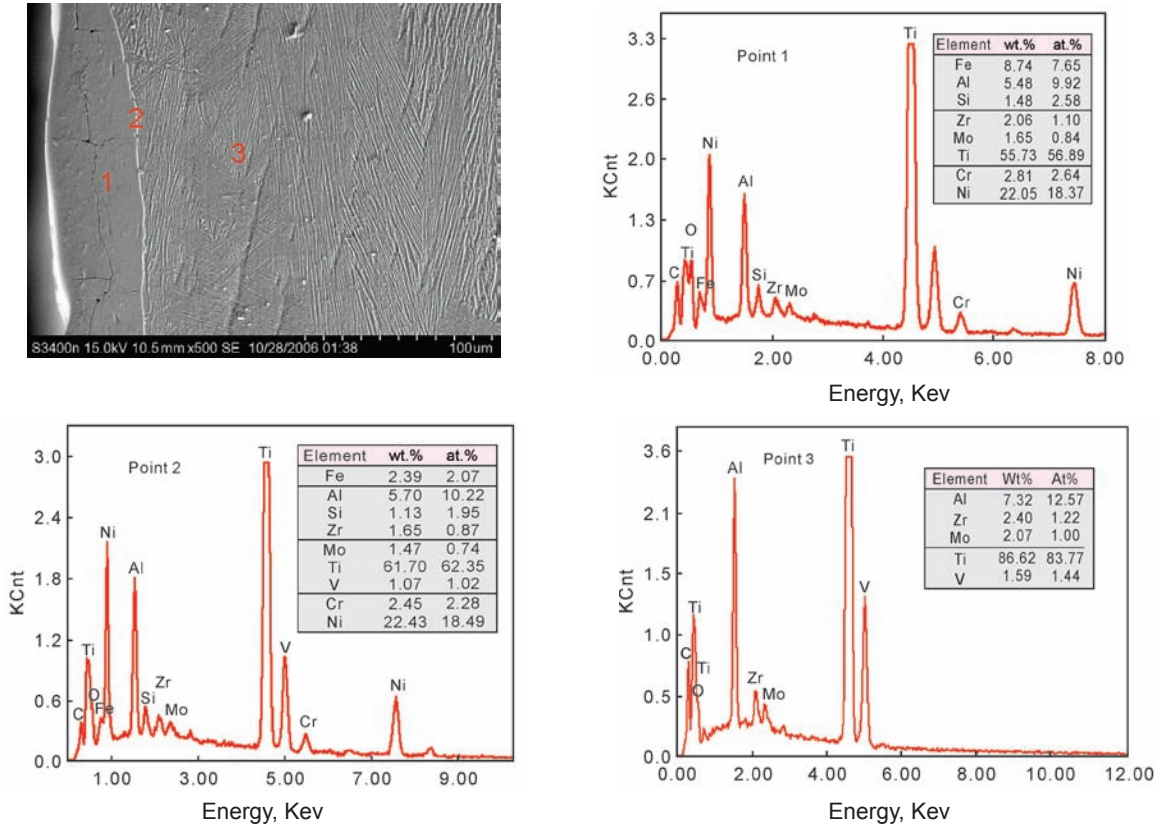 1
2
3
S3400n 15.0kV 10.5mm x500 SE 10/28/2006 01:38 100um
Point 1
KCnt
3.3
2.6
2.0
1.3
0.7
0.0
C
Ti
O
Fe
Ni
Al
Si
Zr
Mo
Ti
Cr
Ni
0.00 2.00 4.00 6.00 8.00
Energy, Kev
Element wt.% at.%
Fe 8.74 7.65
Al 5.48 9.92
Si 1.48 2.58
Zr 2.06 1.10
Mo 1.65 0.84
Ti 55.73 56.89
Cr 2.81 2.64
Ni 22.05 18.37
Point 2
KCnt
3.0
2.4
1.8
1.2
0.6
0.0
C
Ti
O
Fe
Ni
Al
Si
Zr
Mo
Ti
V
Cr
Ni
1.00 3.00 5.00 7.00 9.00
Energy, Kev
Element wt.% at.%
Fe 2.39 2.07
Al 5.70 10.22
Si 1.13 1.95
Zr 1.65 0.87
Mo 1.47 0.74
Ti 61.70 62.35
V 1.07 1.02
Cr 2.45 2.28
Ni 22.43 18.49
Point 3
KCnt
3.6
2.1
1.5
1.0
0.5
0.0
C
Ti
Ti
O
Al
Zr
Mo
Ti
V
0.00 2.00 4.00 6.00 8.00 10.00 12.00
Energy, Kev
Element Wt% At%
Al 7.32 12.57
Zr 2.40 1.22
Mo 2.07 1.00
Ti 86.62 83.77
V 1.59 1.44